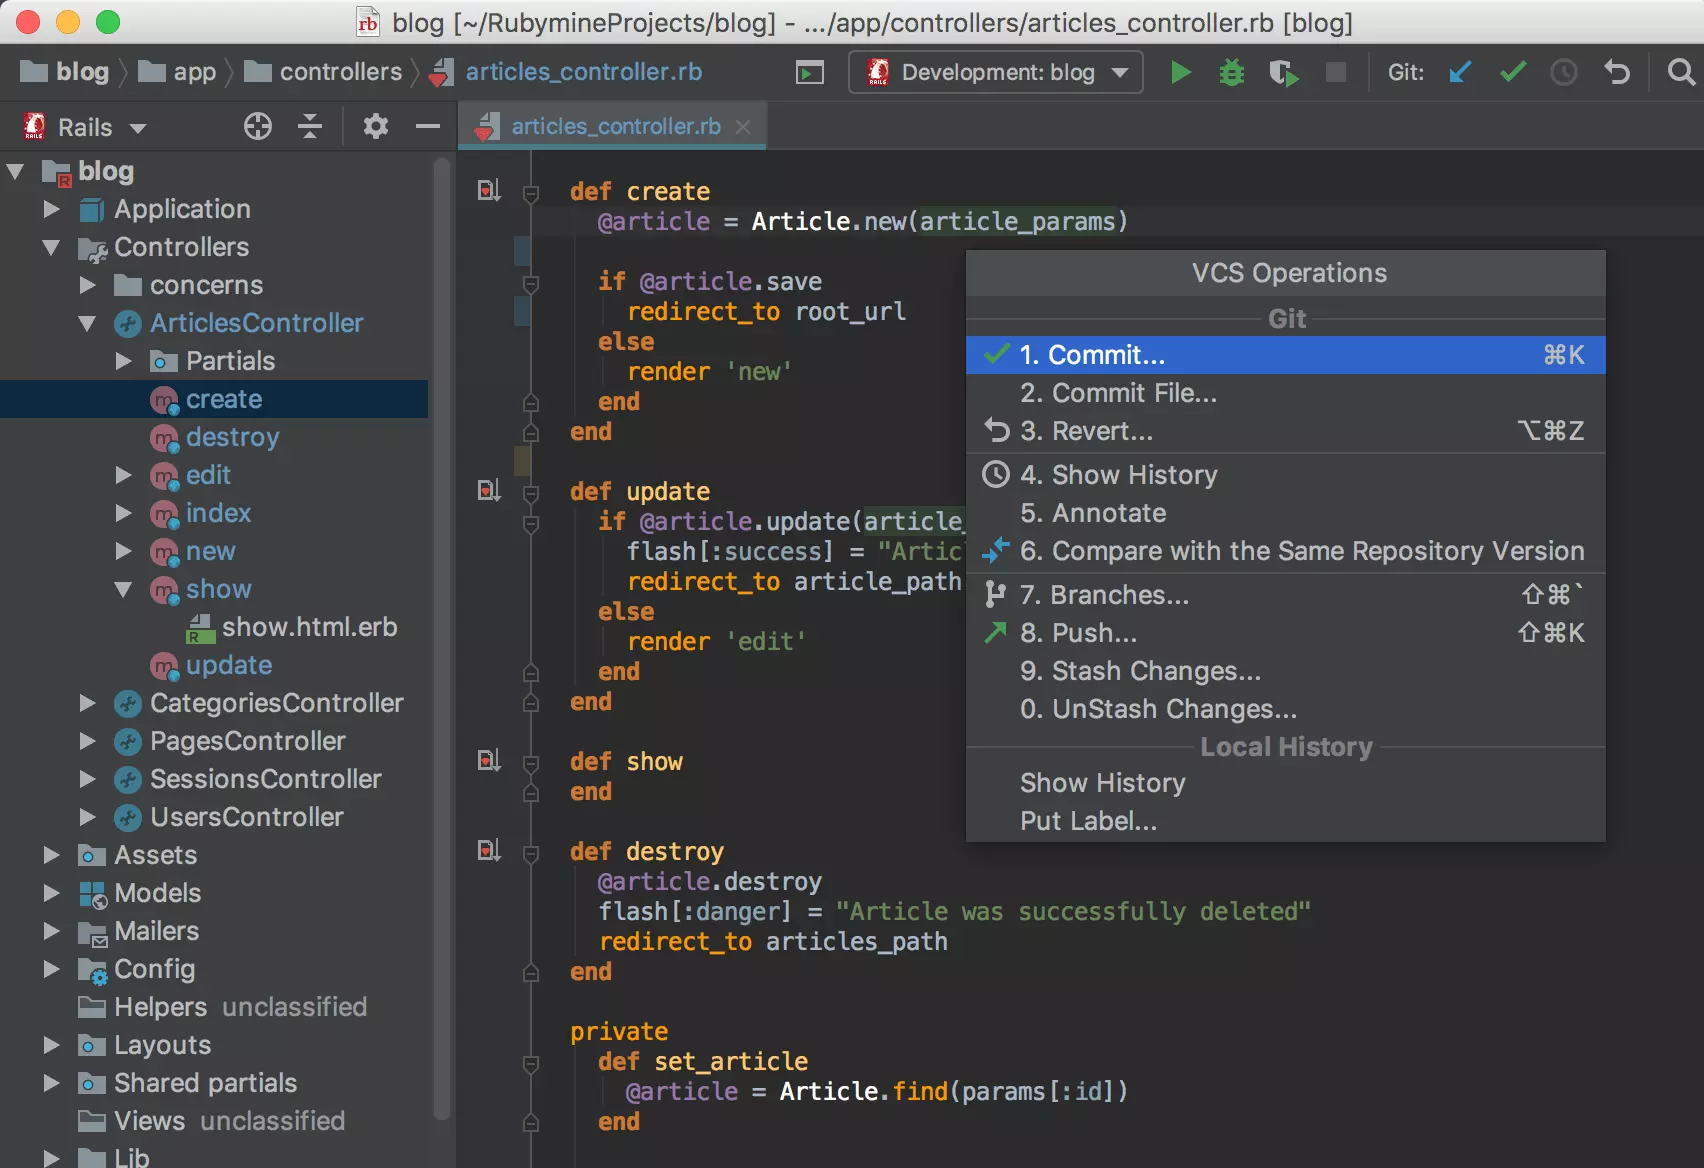 blog [~/RubymineProjects/blog] - .../app/controllers/articles_controller.rb [blog]
blog app controllers articles_controller.rb Development: blog Git:
Rails
articles_controller.rb
blog
Application
Controllers
concerns
ArticlesController
Partials
create
destroy
edit
index
new
show
show.html.erb
update
CategoriesController
PagesController
SessionsController
UsersController
Assets
Models
Mailers
Config
Helpers unclassified
Layouts
Shared partials
Views unclassified
Lib
def create
@article = Article.new(article_params)
if @article.save
redirect_to root_url
else
render 'new'
end
end
def update
if @article.update(article_
flash[:success] = "Artic
redirect_to article_path
else
render 'edit'
end
end
def show
end
def destroy
@article.destroy
flash[:danger] = "Article was successfully deleted"
redirect_to articles_path
end
private
def set_article
@article = Article.find(params[:id])
end
VCS Operations
Git
1. Commit... ⌘K
2. Commit File...
3. Revert... ⌥⌘Z
4. Show History
5. Annotate
6. Compare with the Same Repository Version
7. Branches... ⇧⌘`
8. Push... ⇧⌘K
9. Stash Changes...
0. UnStash Changes...
Local History
Show History
Put Label...